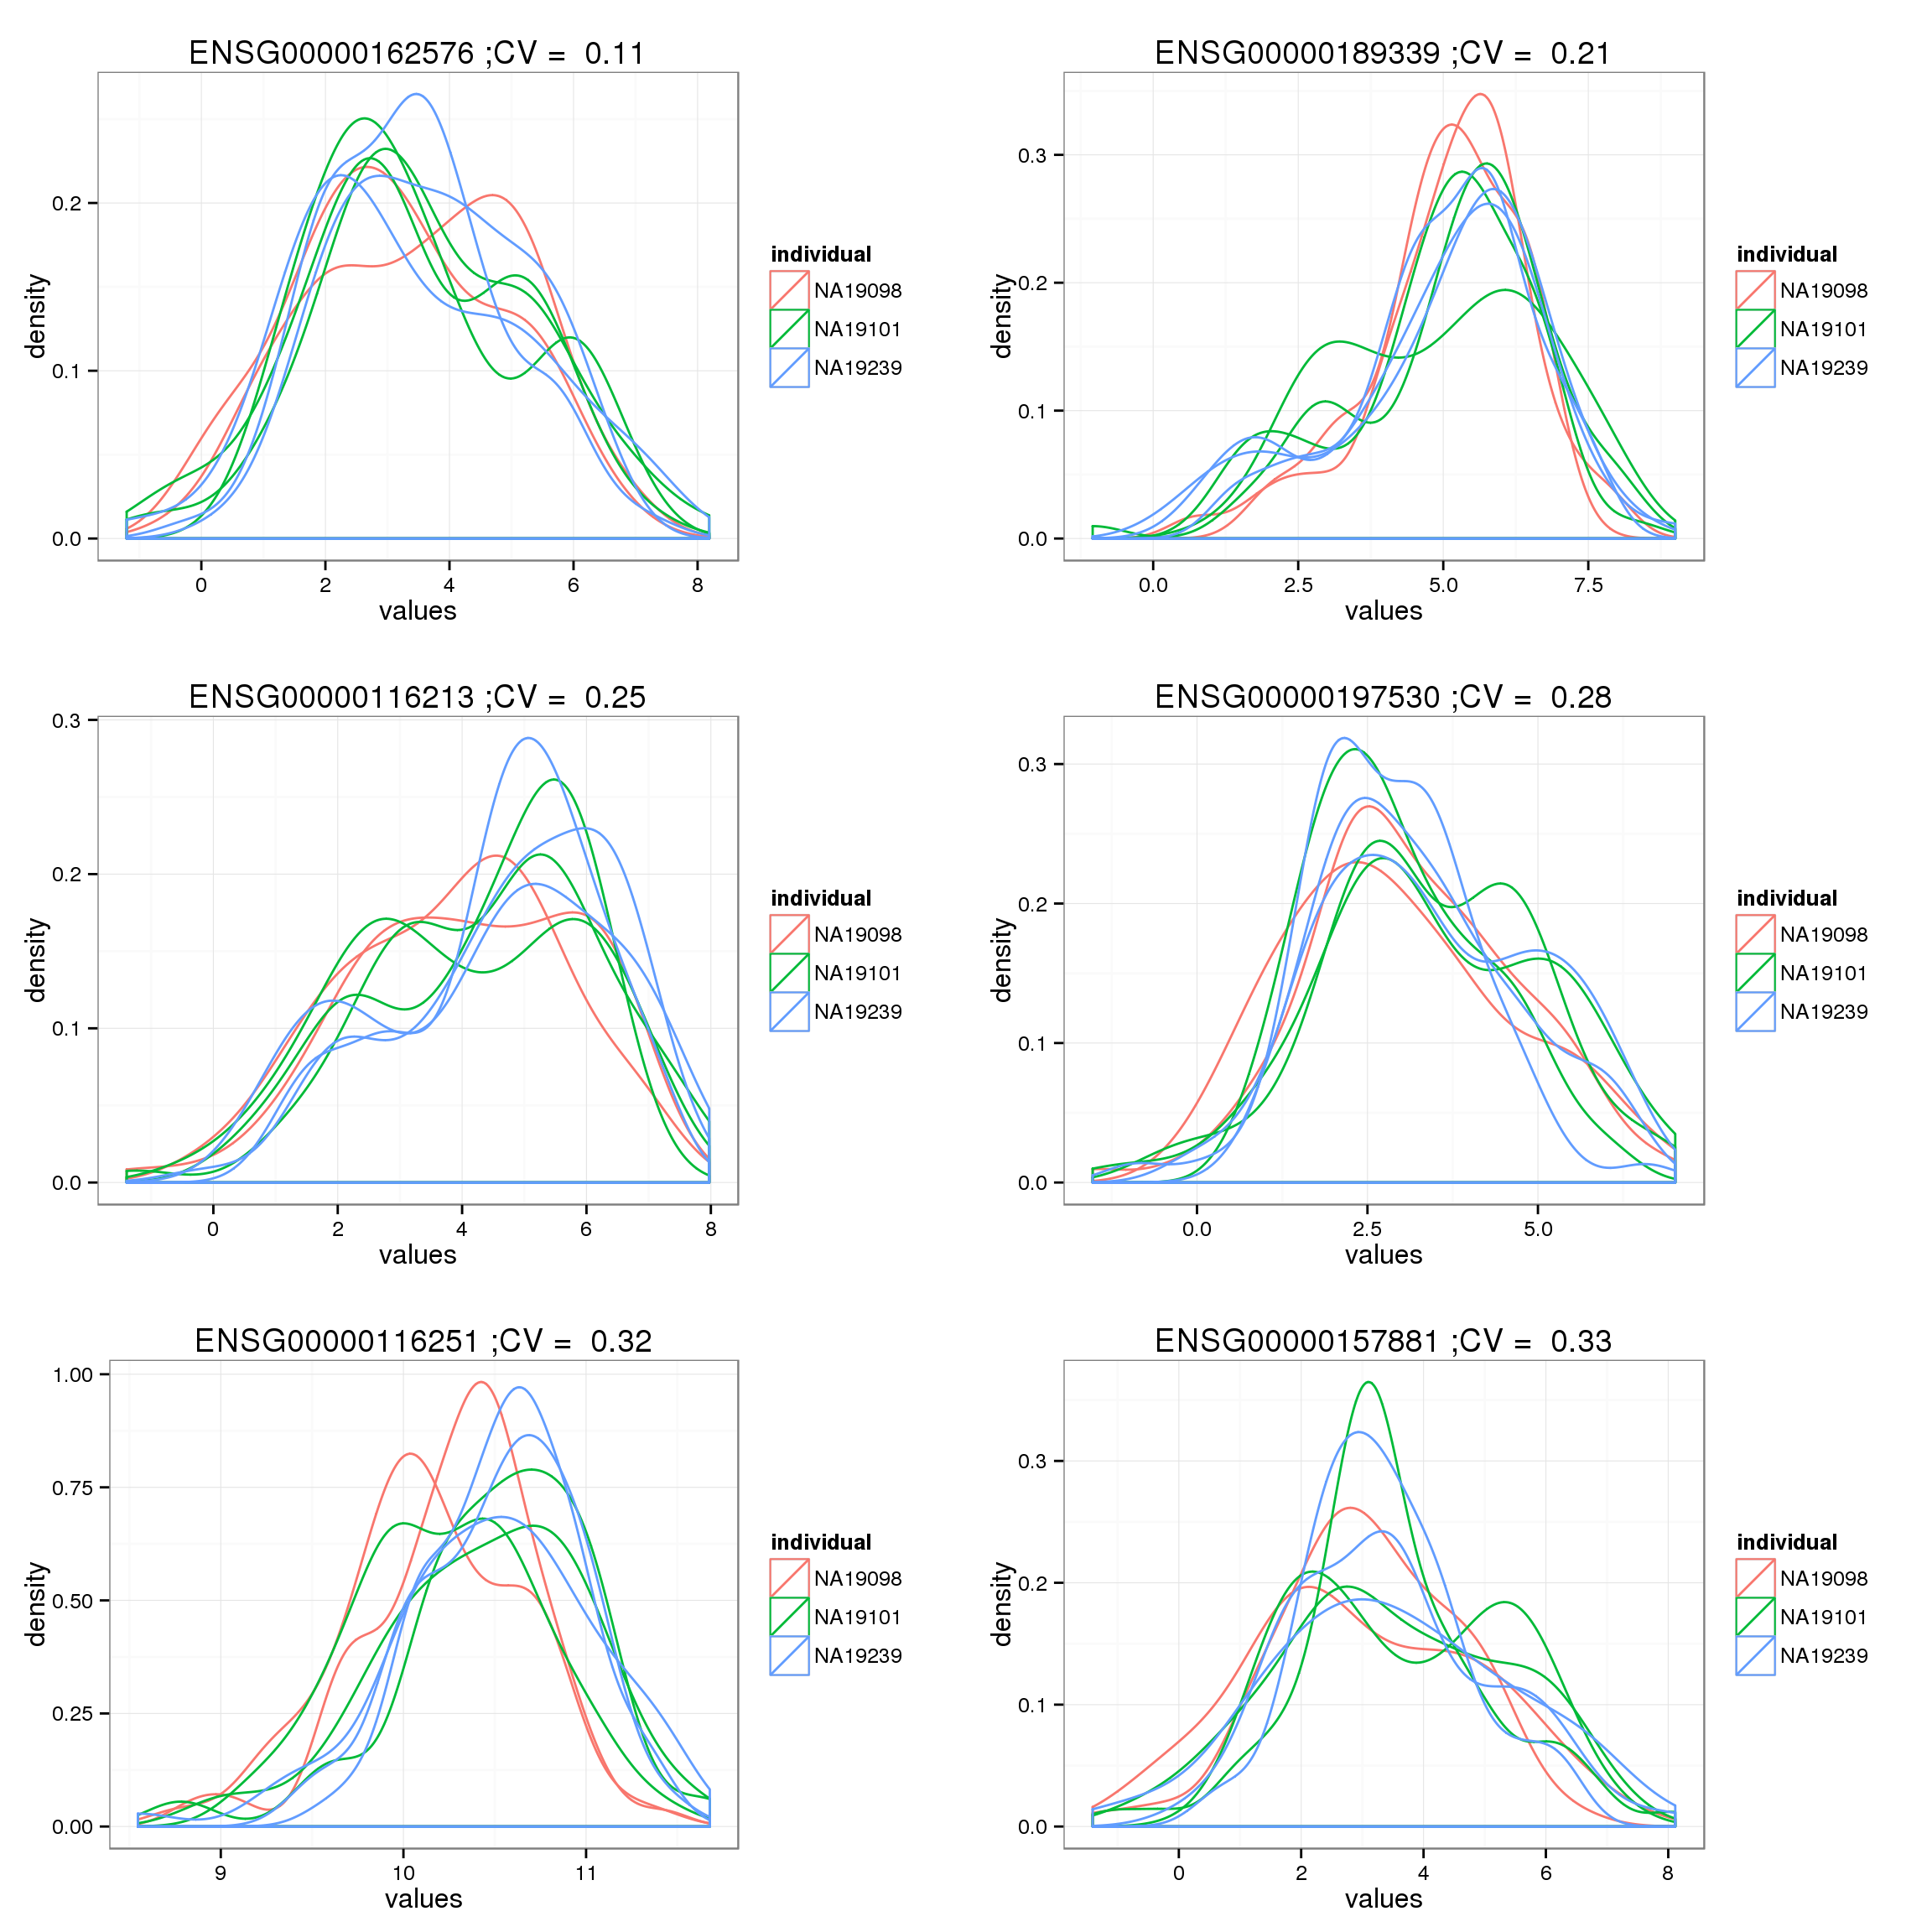 ENSG00000162576 ;CV =  0.11
density
0.2
0.1
0.0
0 2 4 6 8
values
individual
NA19098
NA19101
NA19239
ENSG00000189339 ;CV =  0.21
density
0.3
0.2
0.1
0.0
0.0 2.5 5.0 7.5
values
individual
NA19098
NA19101
NA19239
ENSG00000116213 ;CV =  0.25
density
0.3
0.2
0.1
0.0
0 2 4 6 8
values
individual
NA19098
NA19101
NA19239
ENSG00000197530 ;CV =  0.28
density
0.3
0.2
0.1
0.0
0.0 2.5 5.0
values
individual
NA19098
NA19101
NA19239
ENSG00000116251 ;CV =  0.32
density
1.00
0.75
0.50
0.25
0.00
9 10 11
values
individual
NA19098
NA19101
NA19239
ENSG00000157881 ;CV =  0.33
density
0.3
0.2
0.1
0.0
0 2 4 6 8
values
individual
NA19098
NA19101
NA19239